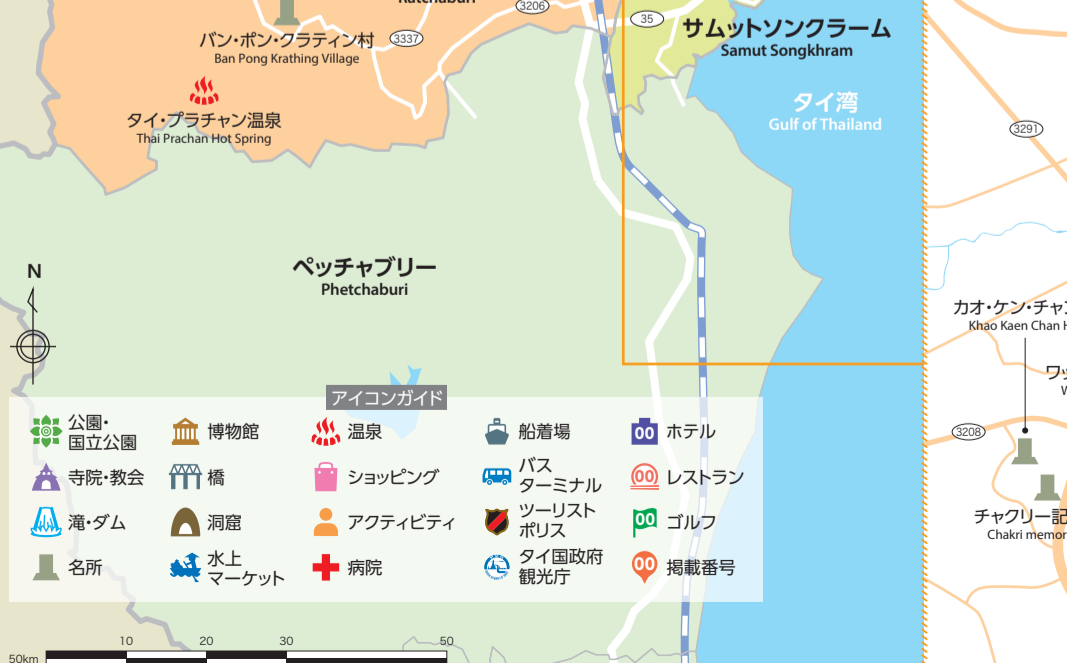 Ratchaburi
3206
35
サムットソンクラーム
Samut Songkhram
バン・ポン・クラティン村
Ban Pong Krathing Village
3337
タイ・プラチャン温泉
Thai Prachan Hot Spring
タイ湾
Gulf of Thailand
3291
ペッチャブリー
Phetchaburi
N
カオ・ケン・チャン
Khao Kaen Chan H
ワッ
W
3208
チャクリー記
Chakri memor
アイコンガイド
公園・
国立公園
寺院・教会
滝・ダム
名所
博物館
橋
洞窟
水上
マーケット
温泉
ショッピング
アクティビティ
病院
船着場
バス
ターミナル
ツーリスト
ポリス
タイ国政府
観光庁
00 ホテル
00 レストラン
00 ゴルフ
00 掲載番号
10 20 30 50
50km